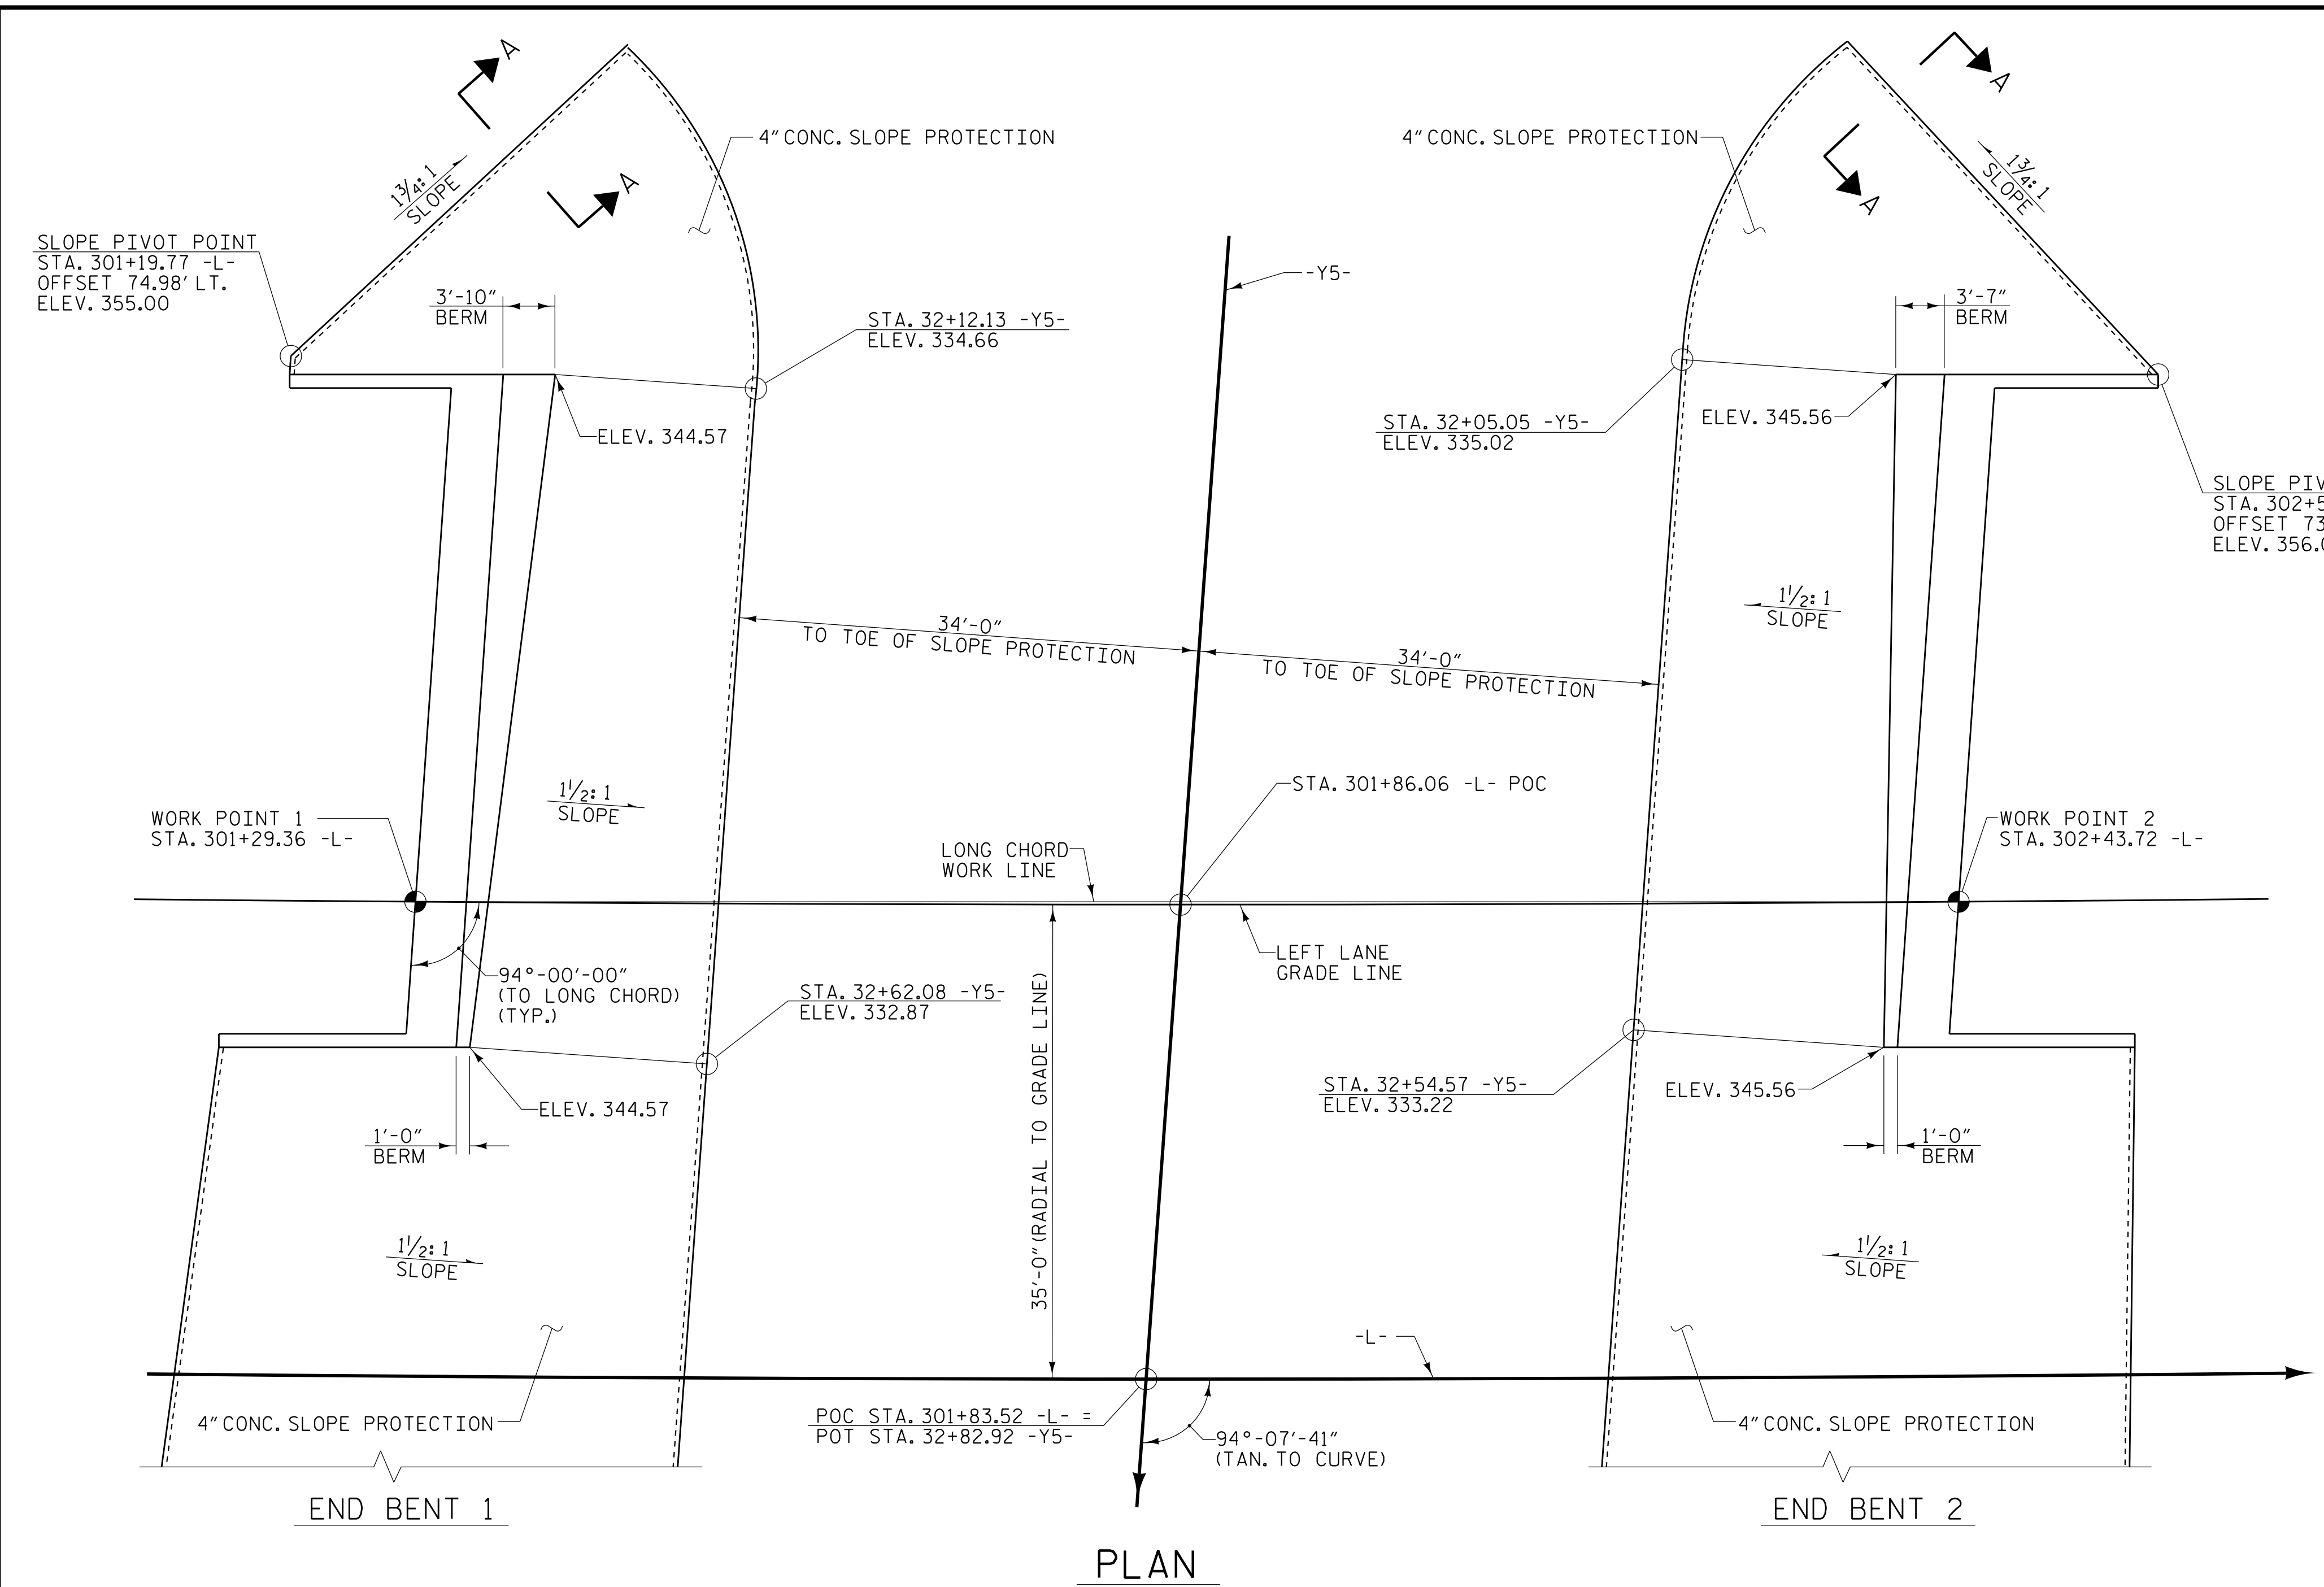 A
A
4" CONC. SLOPE PROTECTION
1¾:1
SLOPE
SLOPE PIVOT POINT
STA. 301+19.77 -L-
OFFSET 74.98' LT.
ELEV. 355.00
3'-10"
BERM
STA. 32+12.13 -Y5-
ELEV. 334.66
ELEV. 344.57
-Y5-
4" CONC. SLOPE PROTECTION
A
A
1¾:1
SLOPE
3'-7"
BERM
STA. 32+05.05 -Y5-
ELEV. 335.02
ELEV. 345.56
SLOPE
STA. 302+5
OFFSET 73
ELEV. 356.
34'-0"
TO TOE OF SLOPE PROTECTION
34'-0"
TO TOE OF SLOPE PROTECTION
1½:1
SLOPE
1½:1
SLOPE
STA. 301+86.06 -L- POC
WORK POINT 1
STA. 301+29.36 -L-
LONG CHORD
WORK LINE
WORK POINT 2
STA. 302+43.72 -L-
94°-00'-00"
(TO LONG CHORD)
(TYP.)
LEFT LANE
GRADE LINE
STA. 32+62.08 -Y5-
ELEV. 332.87
35'-0" (RADIAL TO GRADE LINE)
ELEV. 344.57
STA. 32+54.57 -Y5-
ELEV. 333.22
ELEV. 345.56
1'-0"
BERM
1'-0"
BERM
1½:1
SLOPE
1½:1
SLOPE
-L-
4" CONC. SLOPE PROTECTION
POC STA. 301+83.52 -L- =
POT STA. 32+82.92 -Y5-
94°-07'-41"
(TAN. TO CURVE)
4" CONC. SLOPE PROTECTION
END BENT 1
END BENT 2
PLAN